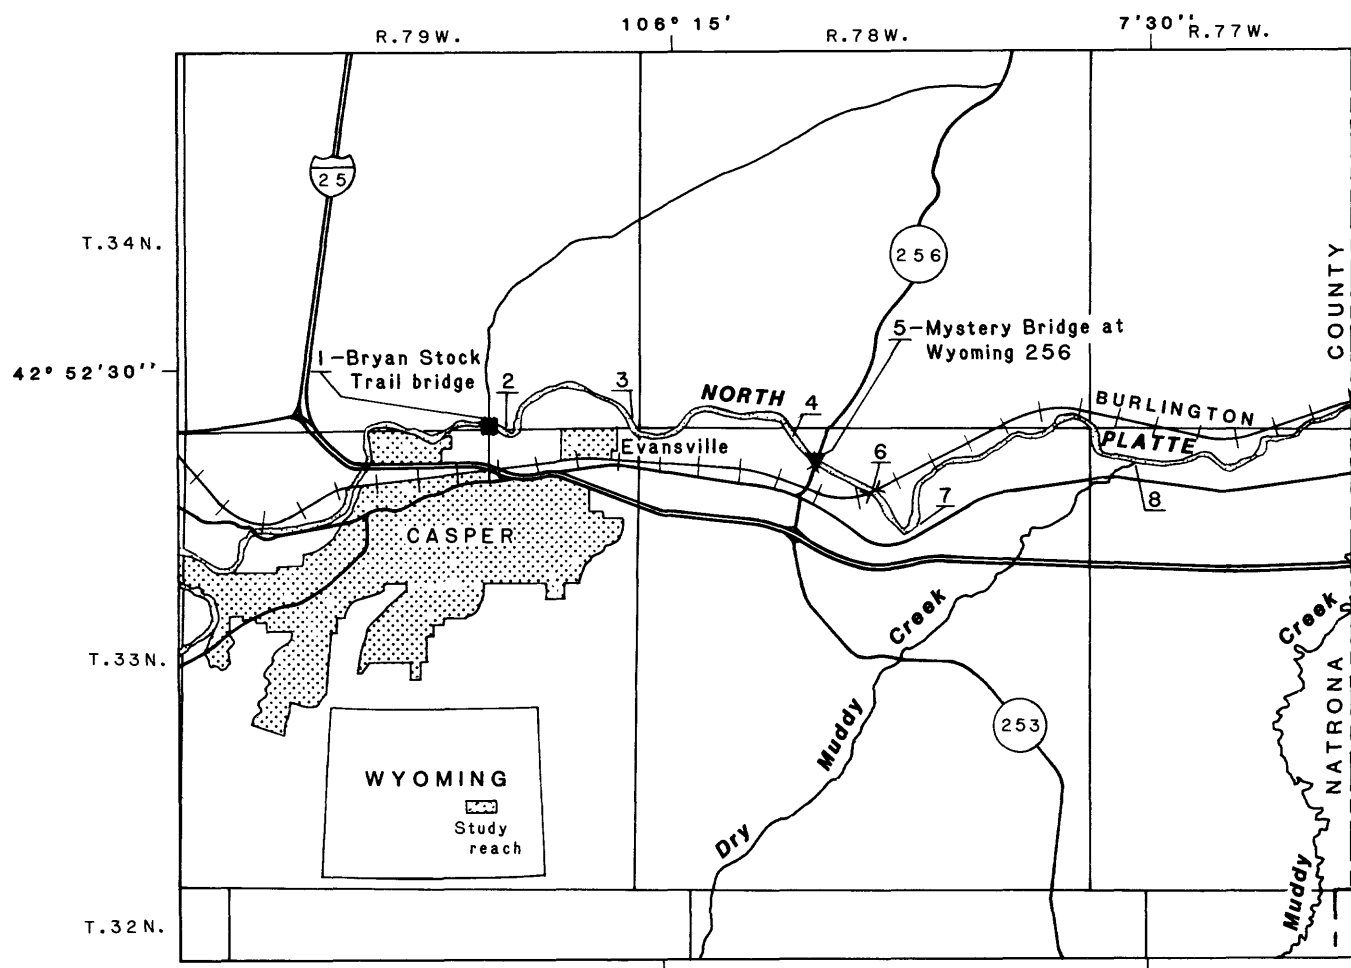 106° 15' 7'30"
R.79W. R.78W. R.77W.
25
T.34N.
256
COUNTY
5-Mystery Bridge at
Wyoming 256
42° 52'30"
1-Bryan Stock
Trail bridge
2
3
NORTH
4
BURLINGTON
PLATTE
Evansville
6
7
8
CASPER
Creek
Creek
T.33N.
NATRONA
Muddy
253
WYOMING
Study
reach
Dry
Muddy
T.32N.